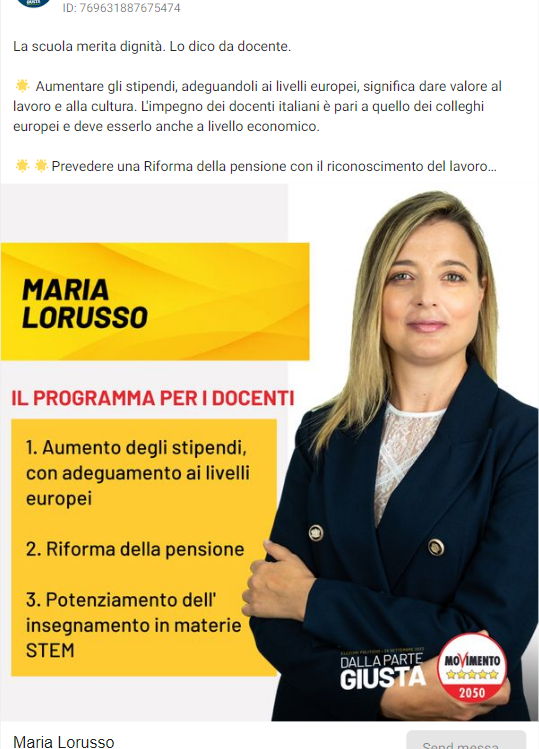 ID: 769631887675474
La scuola merita dignità. Lo dico da docente.
🌟 Aumentare gli stipendi, adeguandoli ai livelli europei, significa dare valore al
lavoro e alla cultura. L'impegno dei docenti italiani è pari a quello dei colleghi
europei e deve esserlo anche a livello economico.
🌟 🌟 Prevedere una Riforma della pensione con il riconoscimento del lavoro…
MARIA
LORUSSO
IL PROGRAMMA PER I DOCENTI
1. Aumento degli stipendi,
con adeguamento ai livelli
europei
2. Riforma della pensione
3. Potenziamento dell'
insegnamento in materie
STEM
ELEZIONI POLITICHE • 25 SETTEMBRE 2022
DALLA PARTE
GIUSTA
MOVIMENTO
2050
Maria Lorusso
Send messa